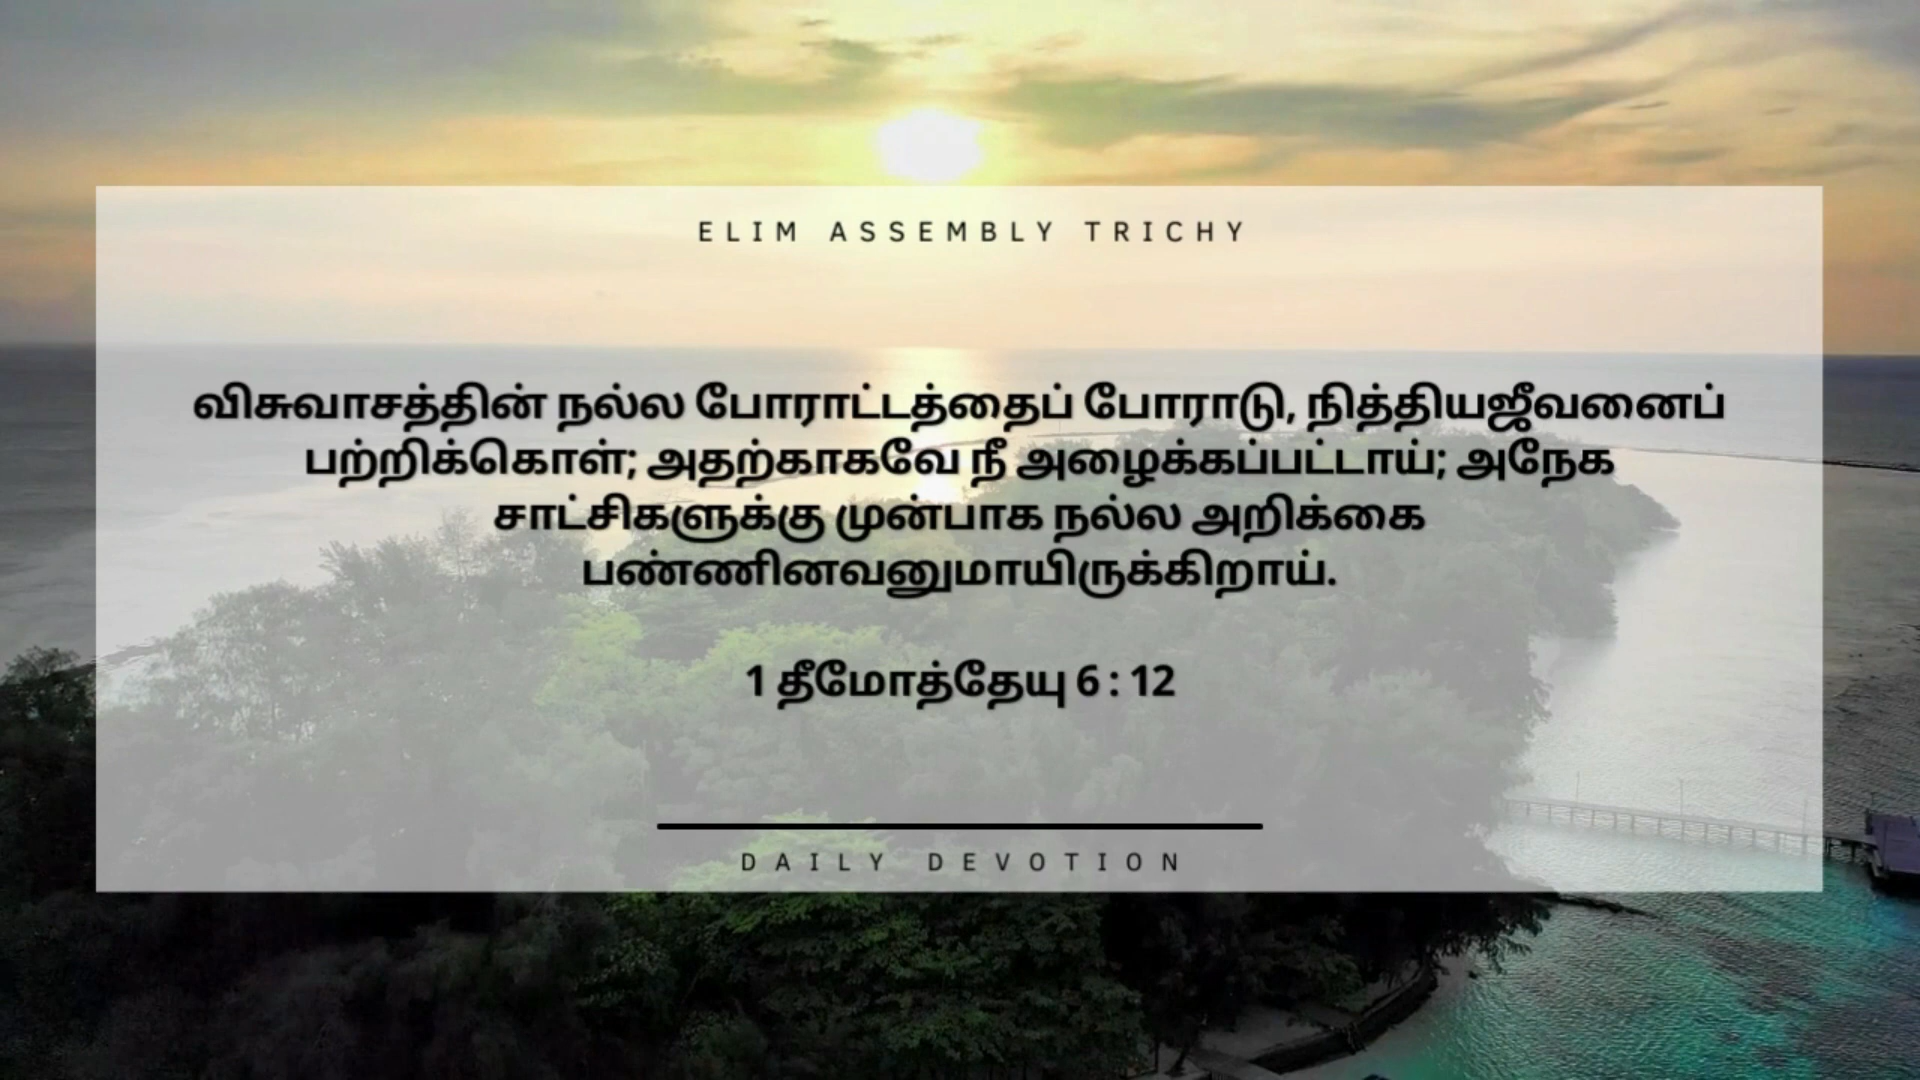 ELIM ASSEMBLY TRICHY
விசுவாசத்தின் நல்ல போராட்டத்தைப் போராடு, நித்தியஜீவனைப்
பற்றிக்கொள்; அதற்காகவே நீ அழைக்கப்பட்டாய்; அநேக
சாட்சிகளுக்கு முன்பாக நல்ல அறிக்கை
பண்ணினவனுமாயிருக்கிறாய்.
1 தீமோத்தேயு 6 : 12
DAILY DEVOTION